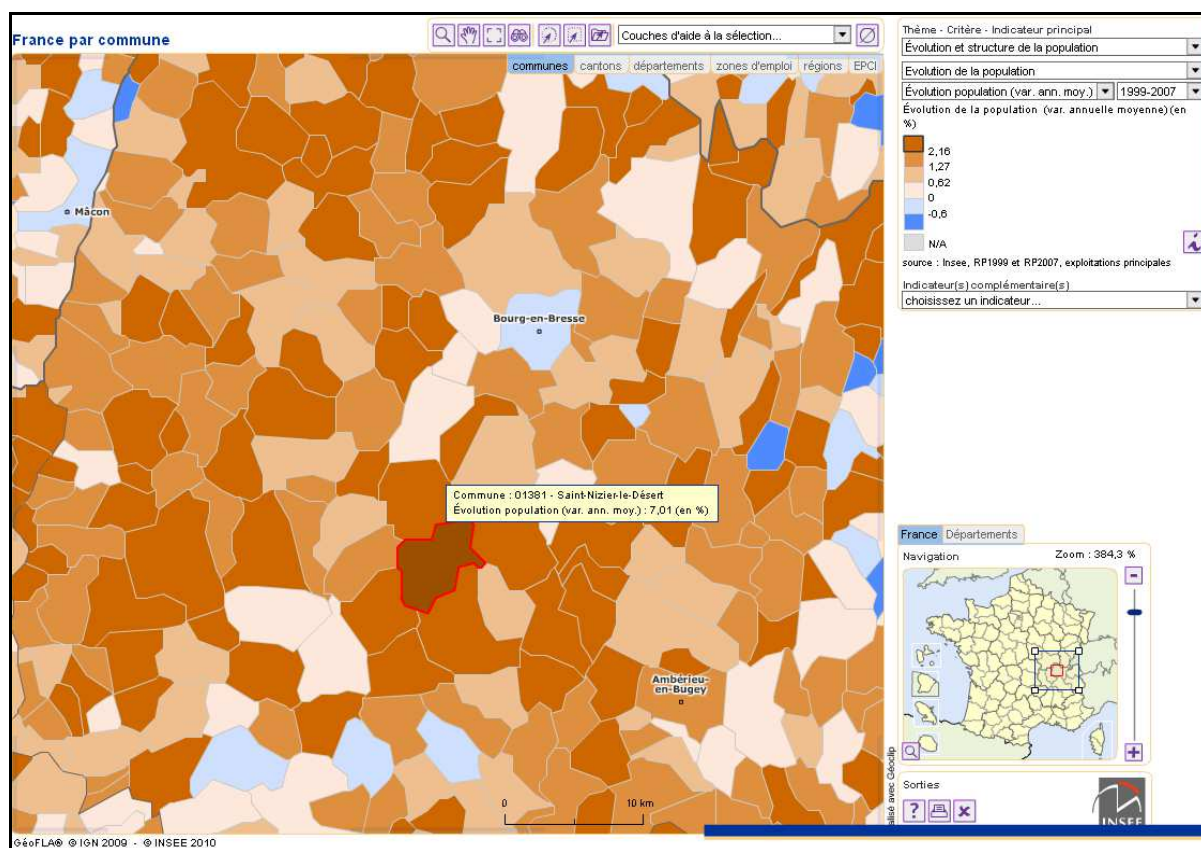 France par commune
Couches d'aide à la sélection...
communes cantons départements zones d'emploi régions EPCI
Mâcon
Bourg-en-Bresse
Commune : 01381 - Saint-Nizier-le-Désert
Évolution population (var. ann. moy.) : 7,01 (en %)
Ambérieu-
en-Bugey
0 10 km
GéoFLA® © IGN 2009 - © INSEE 2010
Thème - Critère - Indicateur principal
Évolution et structure de la population
Evolution de la population
Évolution population (var. ann. moy.) 1999-2007
Évolution de la population (var. annuelle moyenne) (en
%)
2,16
1,27
0,62
0
-0,6
N/A
source : Insee, RP1999 et RP2007, exploitations principales
Indicateur(s) complémentaire(s)
choisissez un indicateur...
France Départements
Navigation Zoom : 384,3 %
alisé avec Géoclip
Sorties
INSEE